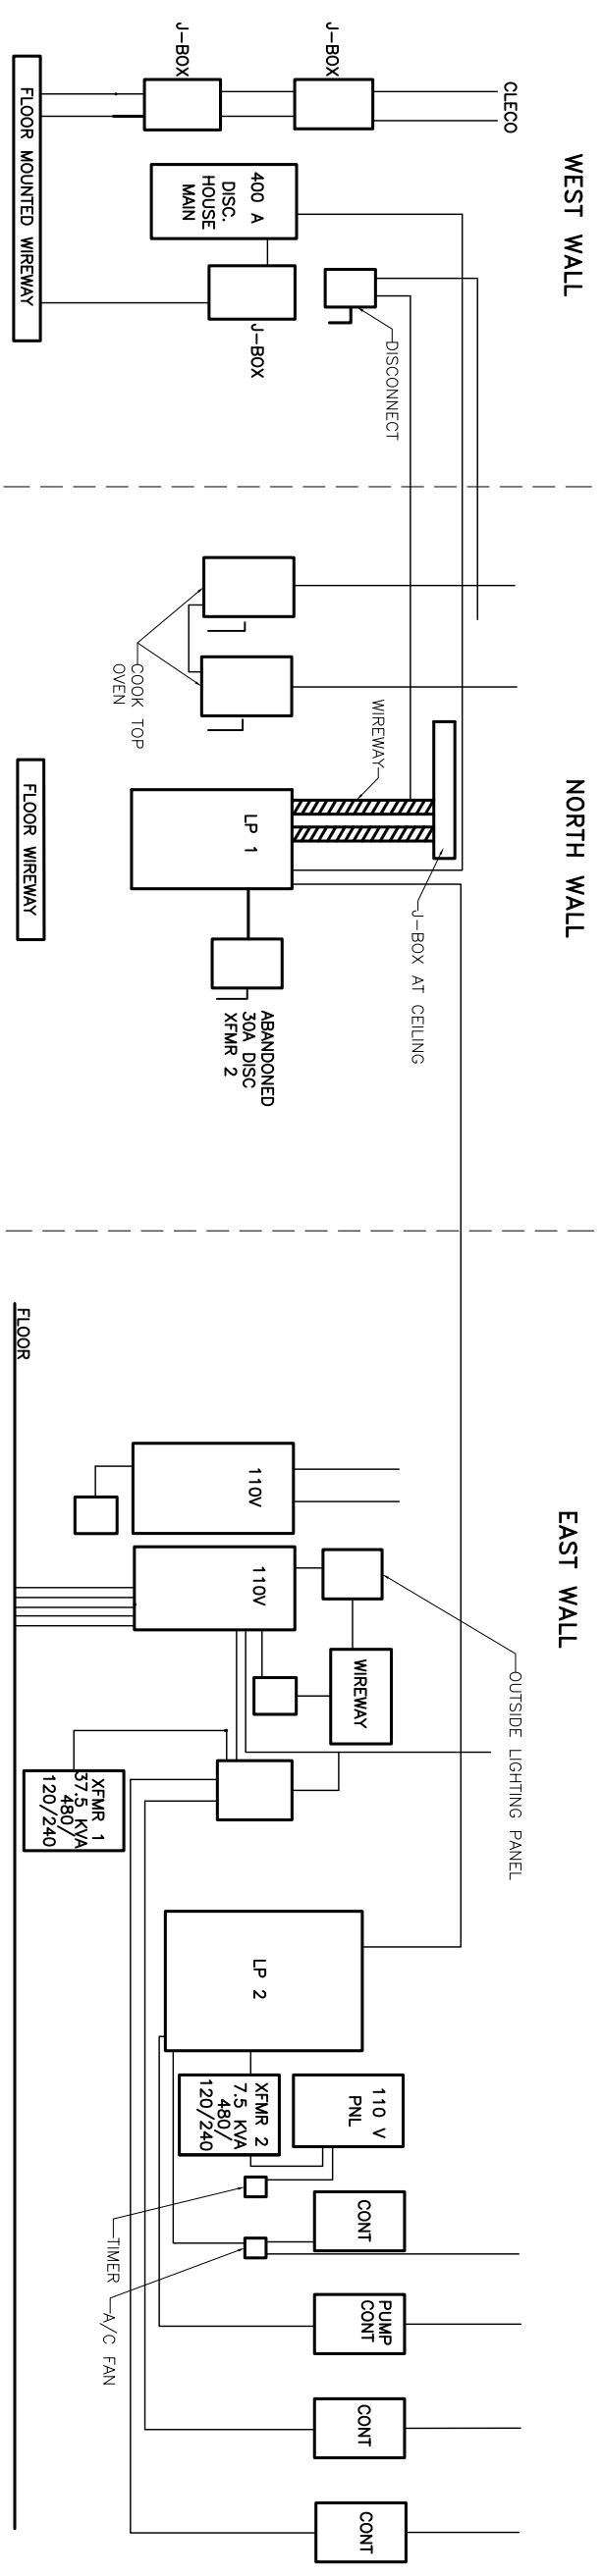 WEST WALL
CLECO
J-BOX
J-BOX
FLOOR MOUNTED WIREWAY
400 A
DISC.
HOUSE
MAIN
J-BOX
DISCONNECT
NORTH WALL
COOK TOP
OVEN
WIREWAY
J-BOX AT CEILING
LP 1
FLOOR WIREWAY
ABANDONED
30A DISC
XFMR 2
EAST WALL
FLOOR
110V
110V
OUTSIDE LIGHTING PANEL
WIREWAY
XFMR 1
37.5 KVA
480/
120/240
LP 2
XFMR 2
7.5 KVA
480/
120/240
110 V
PNL
TIMER
A/C FAN
CONT
PUMP
CONT
CONT
CONT